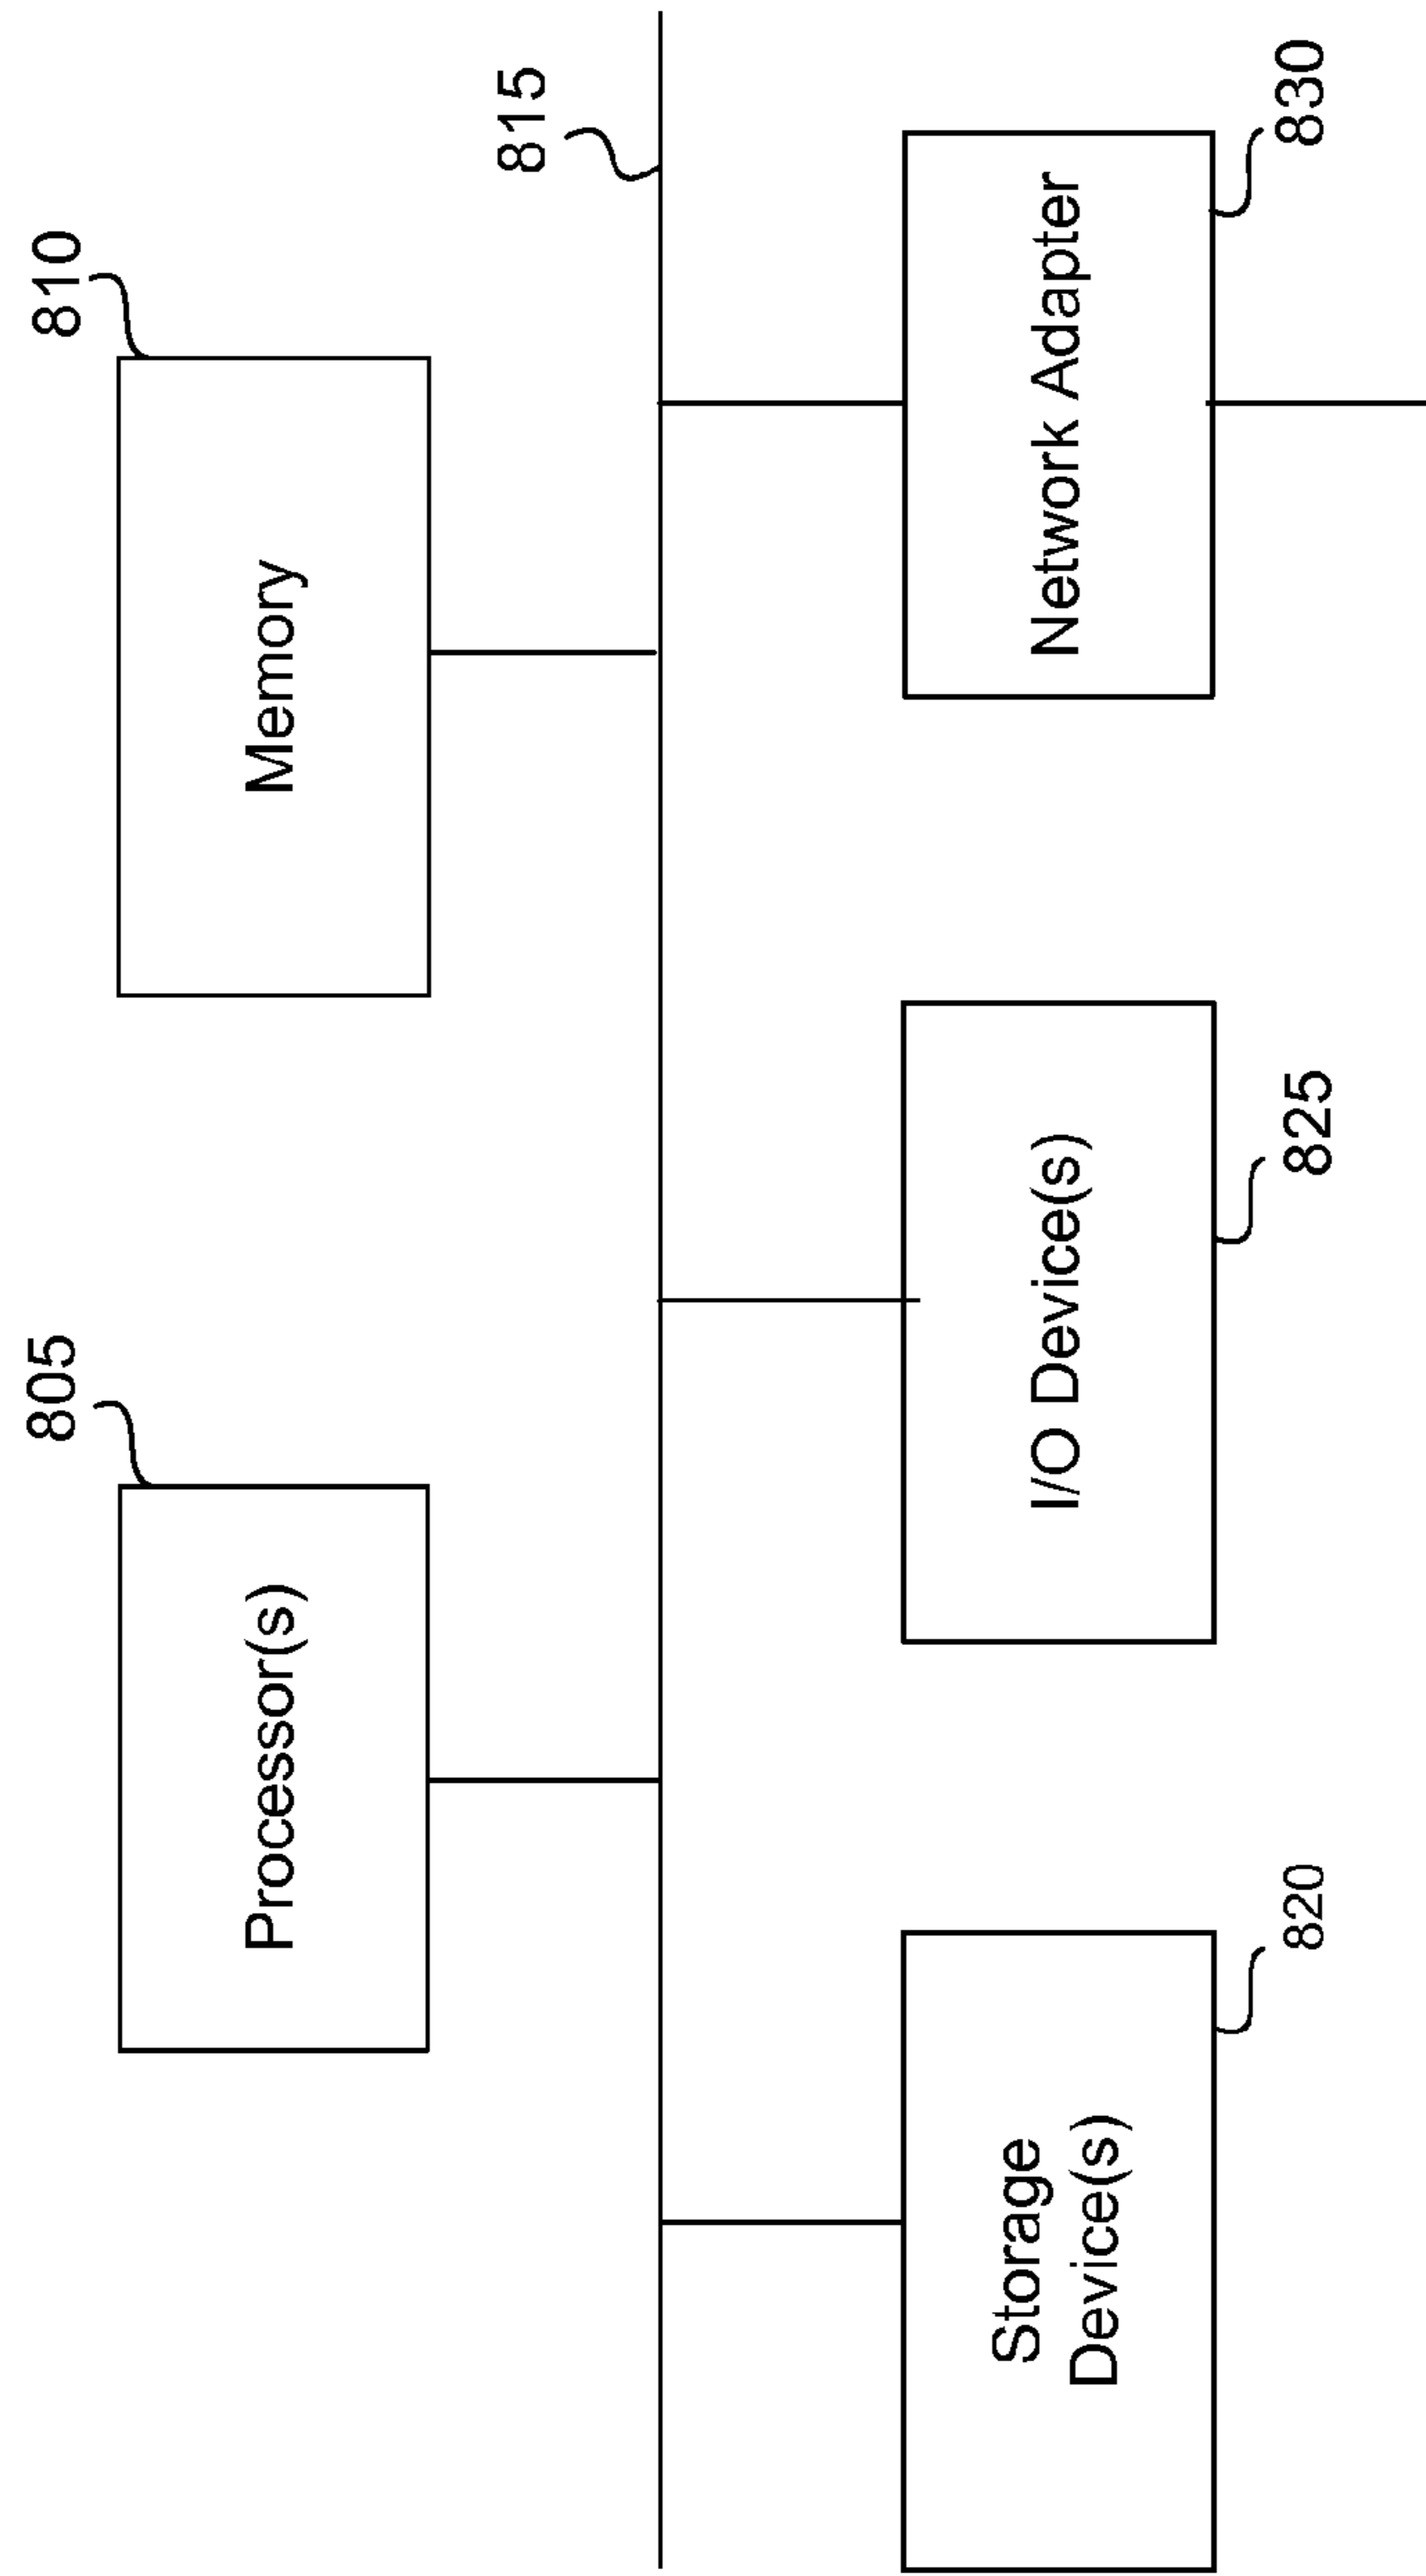 805
810
Processor(s)
Memory
815
Storage
Device(s)
I/O Device(s)
Network Adapter
820
825
830